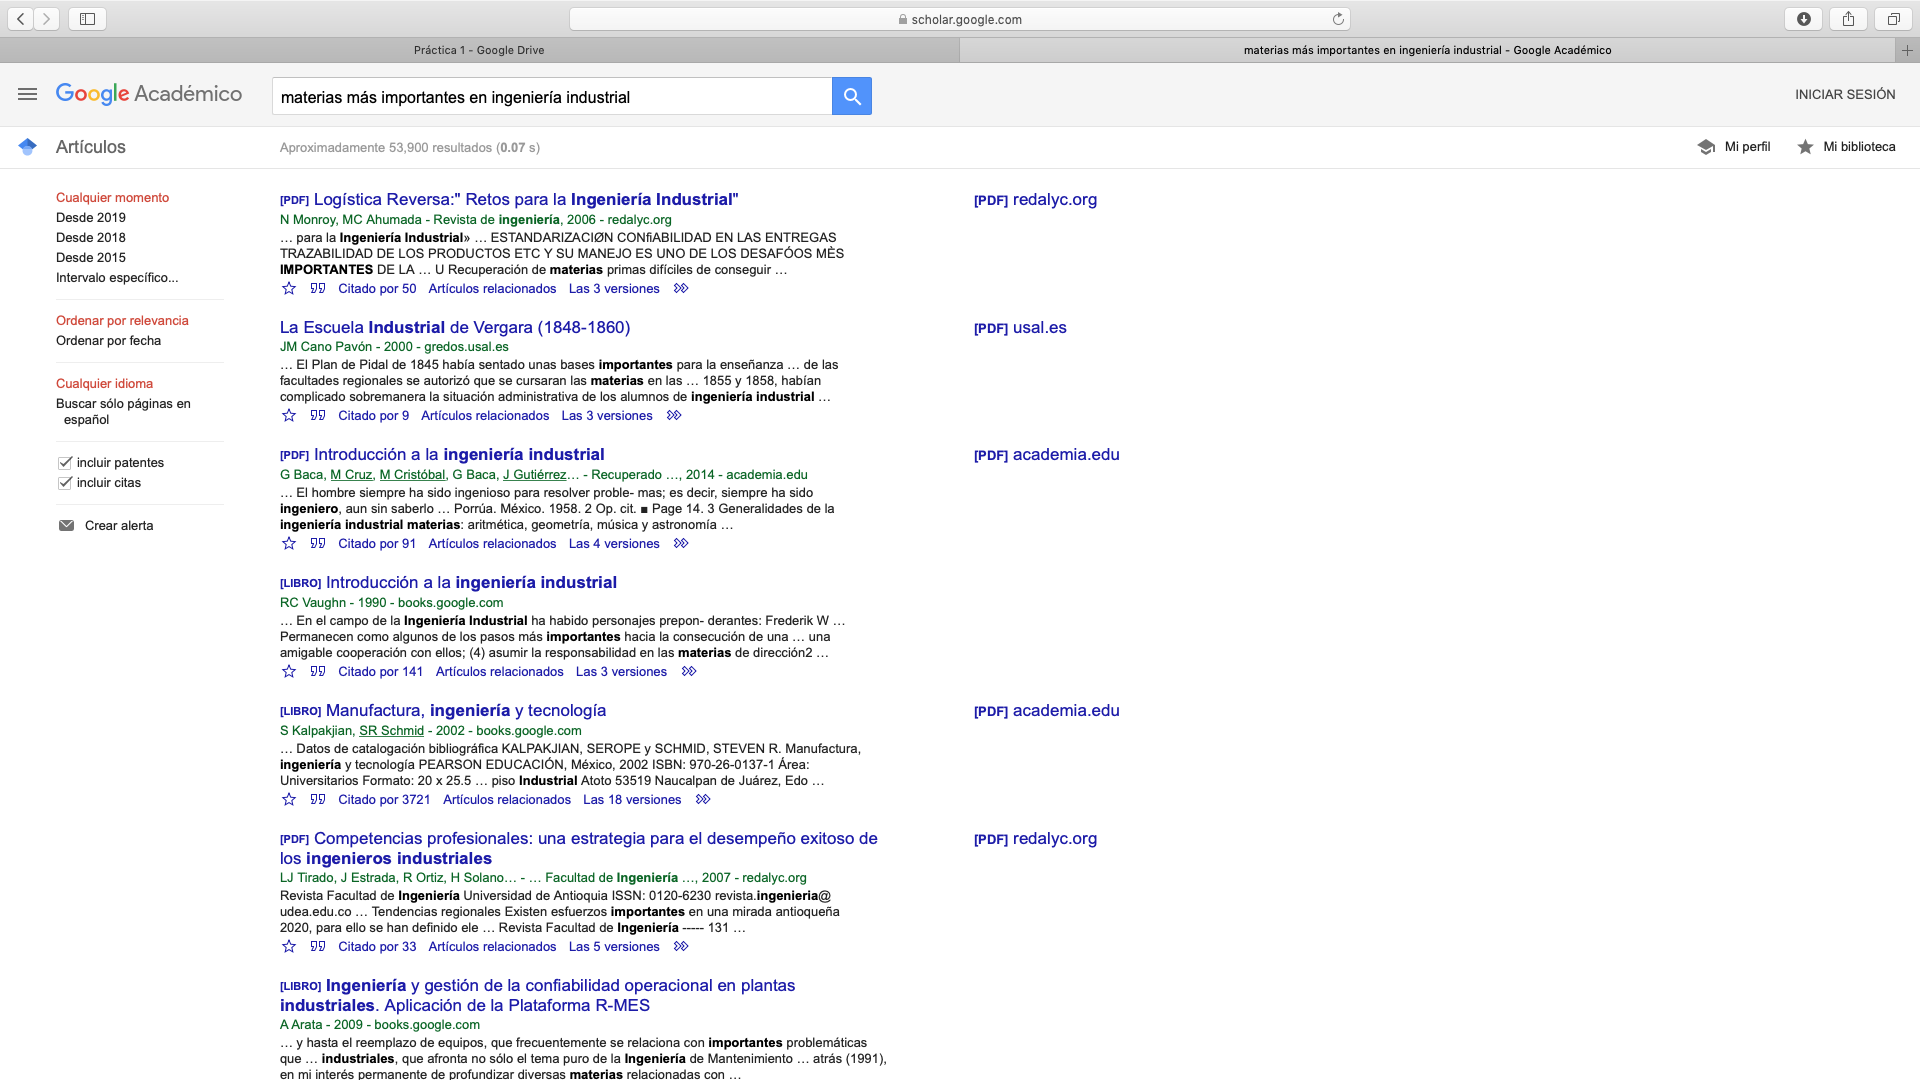 scholar.google.com
Práctica 1 - Google Drive
materias más importantes en ingeniería industrial - Google Académico
Google Académico
materias más importantes en ingeniería industrial
INICIAR SESIÓN
Artículos
Aproximadamente 53,900 resultados (0.07 s)
Mi perfil
Mi biblioteca
Cualquier momento
Desde 2019
Desde 2018
Desde 2015
Intervalo específico...
Ordenar por relevancia
Ordenar por fecha
Cualquier idioma
Buscar sólo páginas en
español
incluir patentes
incluir citas
Crear alerta
[PDF] Logística Reversa:" Retos para la Ingeniería Industrial"
N Monroy, MC Ahumada - Revista de ingeniería, 2006 - redalyc.org
… para la Ingeniería Industrial» … ESTANDARIZACIØN CONﬁABILIDAD EN LAS ENTREGAS
TRAZABILIDAD DE LOS PRODUCTOS ETC Y SU MANEJO ES UNO DE LOS DESAFÓOS MÈS
IMPORTANTES DE LA … U Recuperación de materias primas difíciles de conseguir …
Citado por 50 Artículos relacionados Las 3 versiones
[PDF] redalyc.org
La Escuela Industrial de Vergara (1848-1860)
JM Cano Pavón - 2000 - gredos.usal.es
… El Plan de Pidal de 1845 había sentado unas bases importantes para la enseñanza … de las
facultades regionales se autorizó que se cursaran las materias en las … 1855 y 1858, habían
complicado sobremanera la situación administrativa de los alumnos de ingeniería industrial …
Citado por 9 Artículos relacionados Las 3 versiones
[PDF] usal.es
[PDF] Introducción a la ingeniería industrial
G Baca, M Cruz, M Cristóbal, G Baca, J Gutiérrez… - Recuperado …, 2014 - academia.edu
… El hombre siempre ha sido ingenioso para resolver proble- mas; es decir, siempre ha sido
ingeniero, aun sin saberlo … Porrúa. México. 1958. 2 Op. cit. ■ Page 14. 3 Generalidades de la
ingeniería industrial materias: aritmética, geometría, música y astronomía …
Citado por 91 Artículos relacionados Las 4 versiones
[PDF] academia.edu
[LIBRO] Introducción a la ingeniería industrial
RC Vaughn - 1990 - books.google.com
… En el campo de la Ingeniería Industrial ha habido personajes prepon- derantes: Frederik W …
Permanecen como algunos de los pasos más importantes hacia la consecución de una … una
amigable cooperación con ellos; (4) asumir la responsabilidad en las materias de dirección2 …
Citado por 141 Artículos relacionados Las 3 versiones
[LIBRO] Manufactura, ingeniería y tecnología
S Kalpakjian, SR Schmid - 2002 - books.google.com
… Datos de catalogación bibliográfica KALPAKJIAN, SEROPE y SCHMID, STEVEN R. Manufactura,
ingeniería y tecnología PEARSON EDUCACIÓN, México, 2002 ISBN: 970-26-0137-1 Área:
Universitarios Formato: 20 x 25.5 … piso Industrial Atoto 53519 Naucalpan de Juárez, Edo …
Citado por 3721 Artículos relacionados Las 18 versiones
[PDF] academia.edu
[PDF] Competencias profesionales: una estrategia para el desempeño exitoso de
los ingenieros industriales
LJ Tirado, J Estrada, R Ortiz, H Solano… - … Facultad de Ingeniería …, 2007 - redalyc.org
Revista Facultad de Ingeniería Universidad de Antioquia ISSN: 0120-6230 revista.ingenieria@
udea.edu.co … Tendencias regionales Existen esfuerzos importantes en una mirada antioqueña
2020, para ello se han definido ele … Revista Facultad de Ingeniería ----- 131 …
Citado por 33 Artículos relacionados Las 5 versiones
[PDF] redalyc.org
[LIBRO] Ingeniería y gestión de la confiabilidad operacional en plantas
industriales. Aplicación de la Plataforma R-MES
A Arata - 2009 - books.google.com
… y hasta el reemplazo de equipos, que frecuentemente se relaciona con importantes problemáticas
que … industriales, que afronta no sólo el tema puro de la Ingeniería de Mantenimiento … atrás (1991),
en mi interés permanente de profundizar diversas materias relacionadas con …